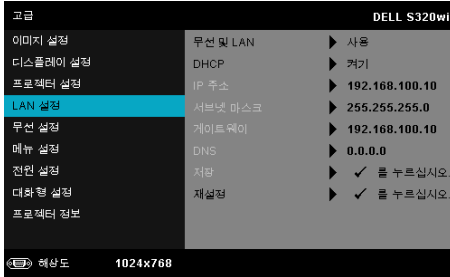 고급 DELL S320wi
이미지 설정
디스플레이 설정
프로젝터 설정
LAN 설정
무선 설정
메뉴 설정
전원 설정
대화형 설정
프로젝터 정보
무선 및 LAN 사용
DHCP 켜기
IP 주소 192.168.100.10
서브넷 마스크 255.255.255.0
게이트웨이 192.168.100.10
DNS 0.0.0.0
저장 ✓ 를 누르십시오.
재설정 ✓ 를 누르십시오.
해상도 1024x768